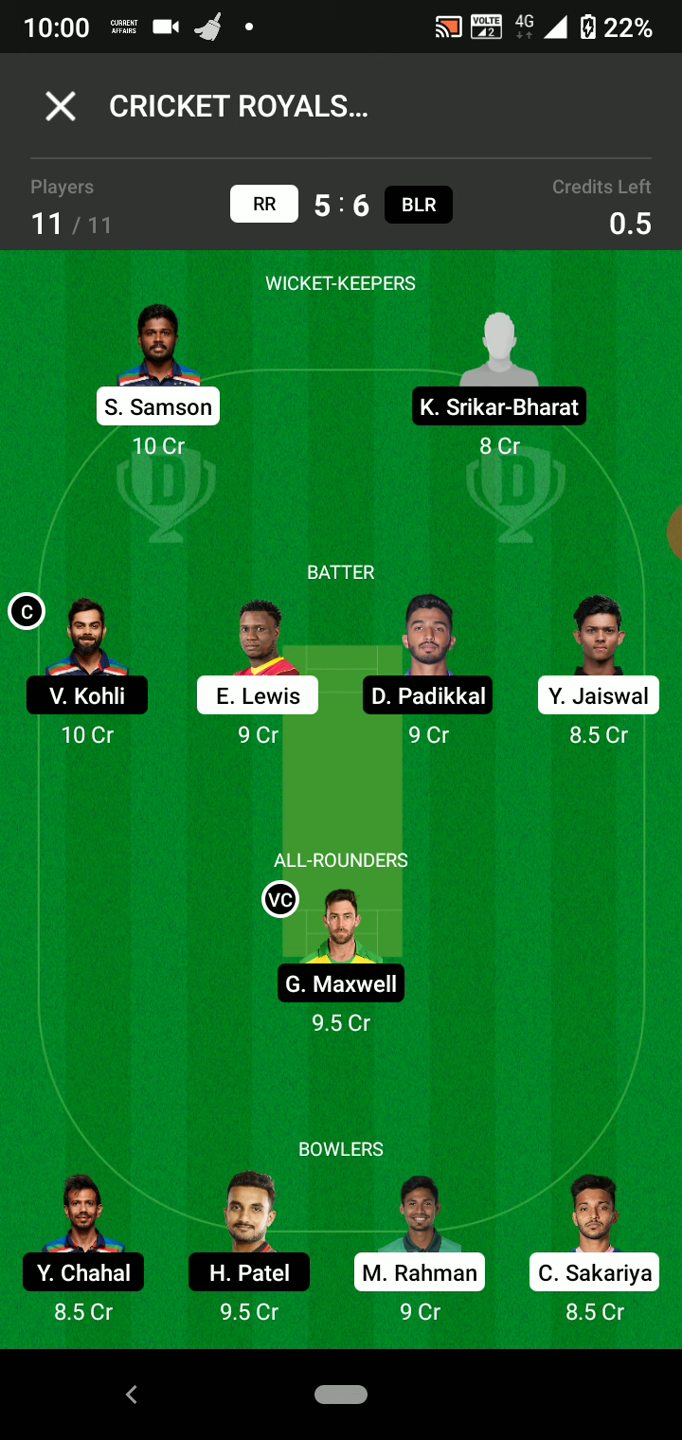 10:00 CURRENT AFFAIRS VOLTE 2 4G 22%
CRICKET ROYALS...
Players Credits Left
11 / 11 RR 5 : 6 BLR 0.5
WICKET-KEEPERS
S. Samson K. Srikar-Bharat
10 Cr 8 Cr
D D
BATTER
C
V. Kohli E. Lewis D. Padikkal Y. Jaiswal
10 Cr 9 Cr 9 Cr 8.5 Cr
ALL-ROUNDERS
VC
G. Maxwell
9.5 Cr
BOWLERS
Y. Chahal H. Patel M. Rahman C. Sakariya
8.5 Cr 9.5 Cr 9 Cr 8.5 Cr